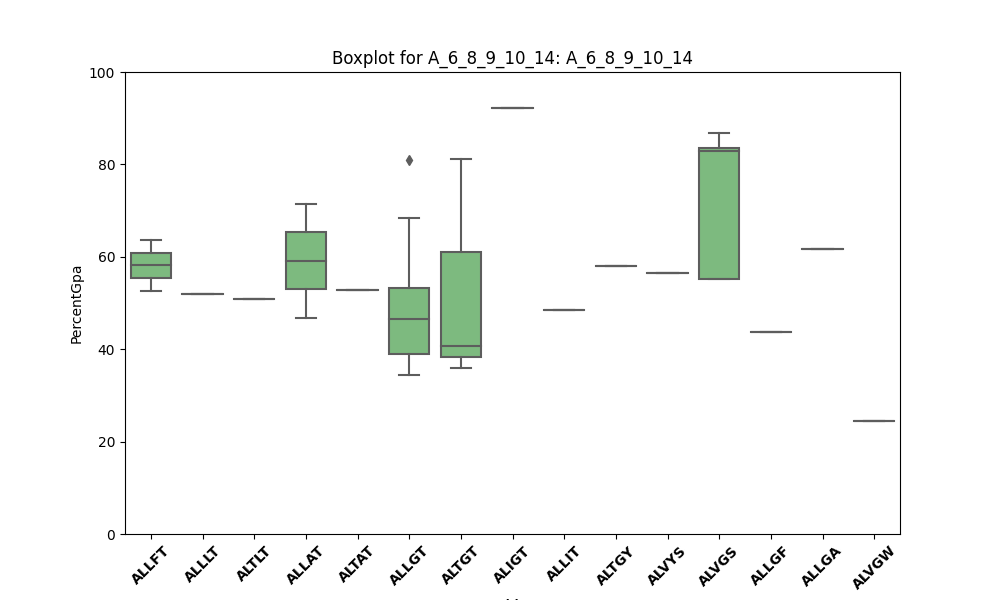 Boxplot for A_6_8_9_10_14: A_6_8_9_10_14
100
80
60
40
20
0
PercentGpa
ALLFT
ALLLT
ALTLT
ALLAT
ALTAT
ALLGT
ALTGT
ALIGT
ALLIT
ALTGY
ALVYS
ALVGS
ALLGF
ALLGA
ALVGW